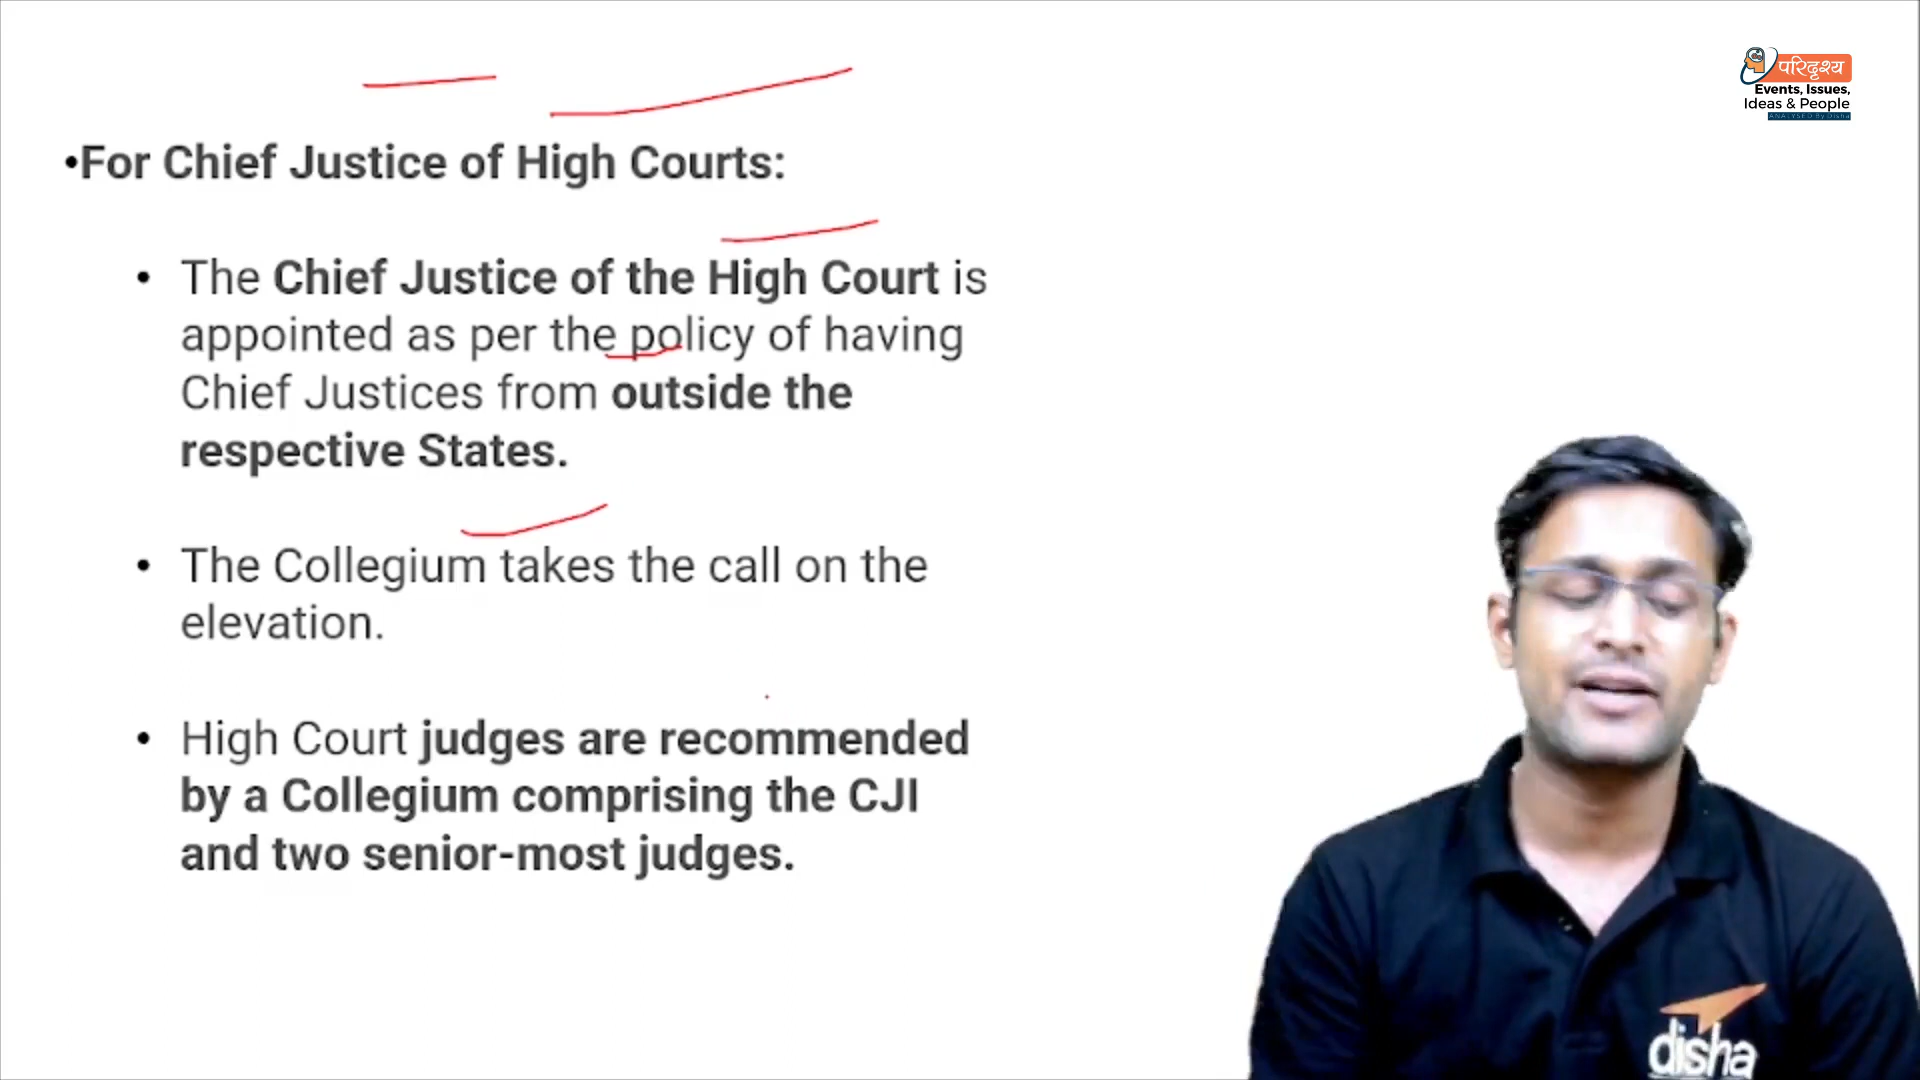 परिदृश्य
Events, Issues,
Ideas & People
ANALYSED By Disha
•For Chief Justice of High Courts:
• The Chief Justice of the High Court is
appointed as per the policy of having
Chief Justices from outside the
respective States.
• The Collegium takes the call on the
elevation.
• High Court judges are recommended
by a Collegium comprising the CJI
and two senior-most judges.
disha